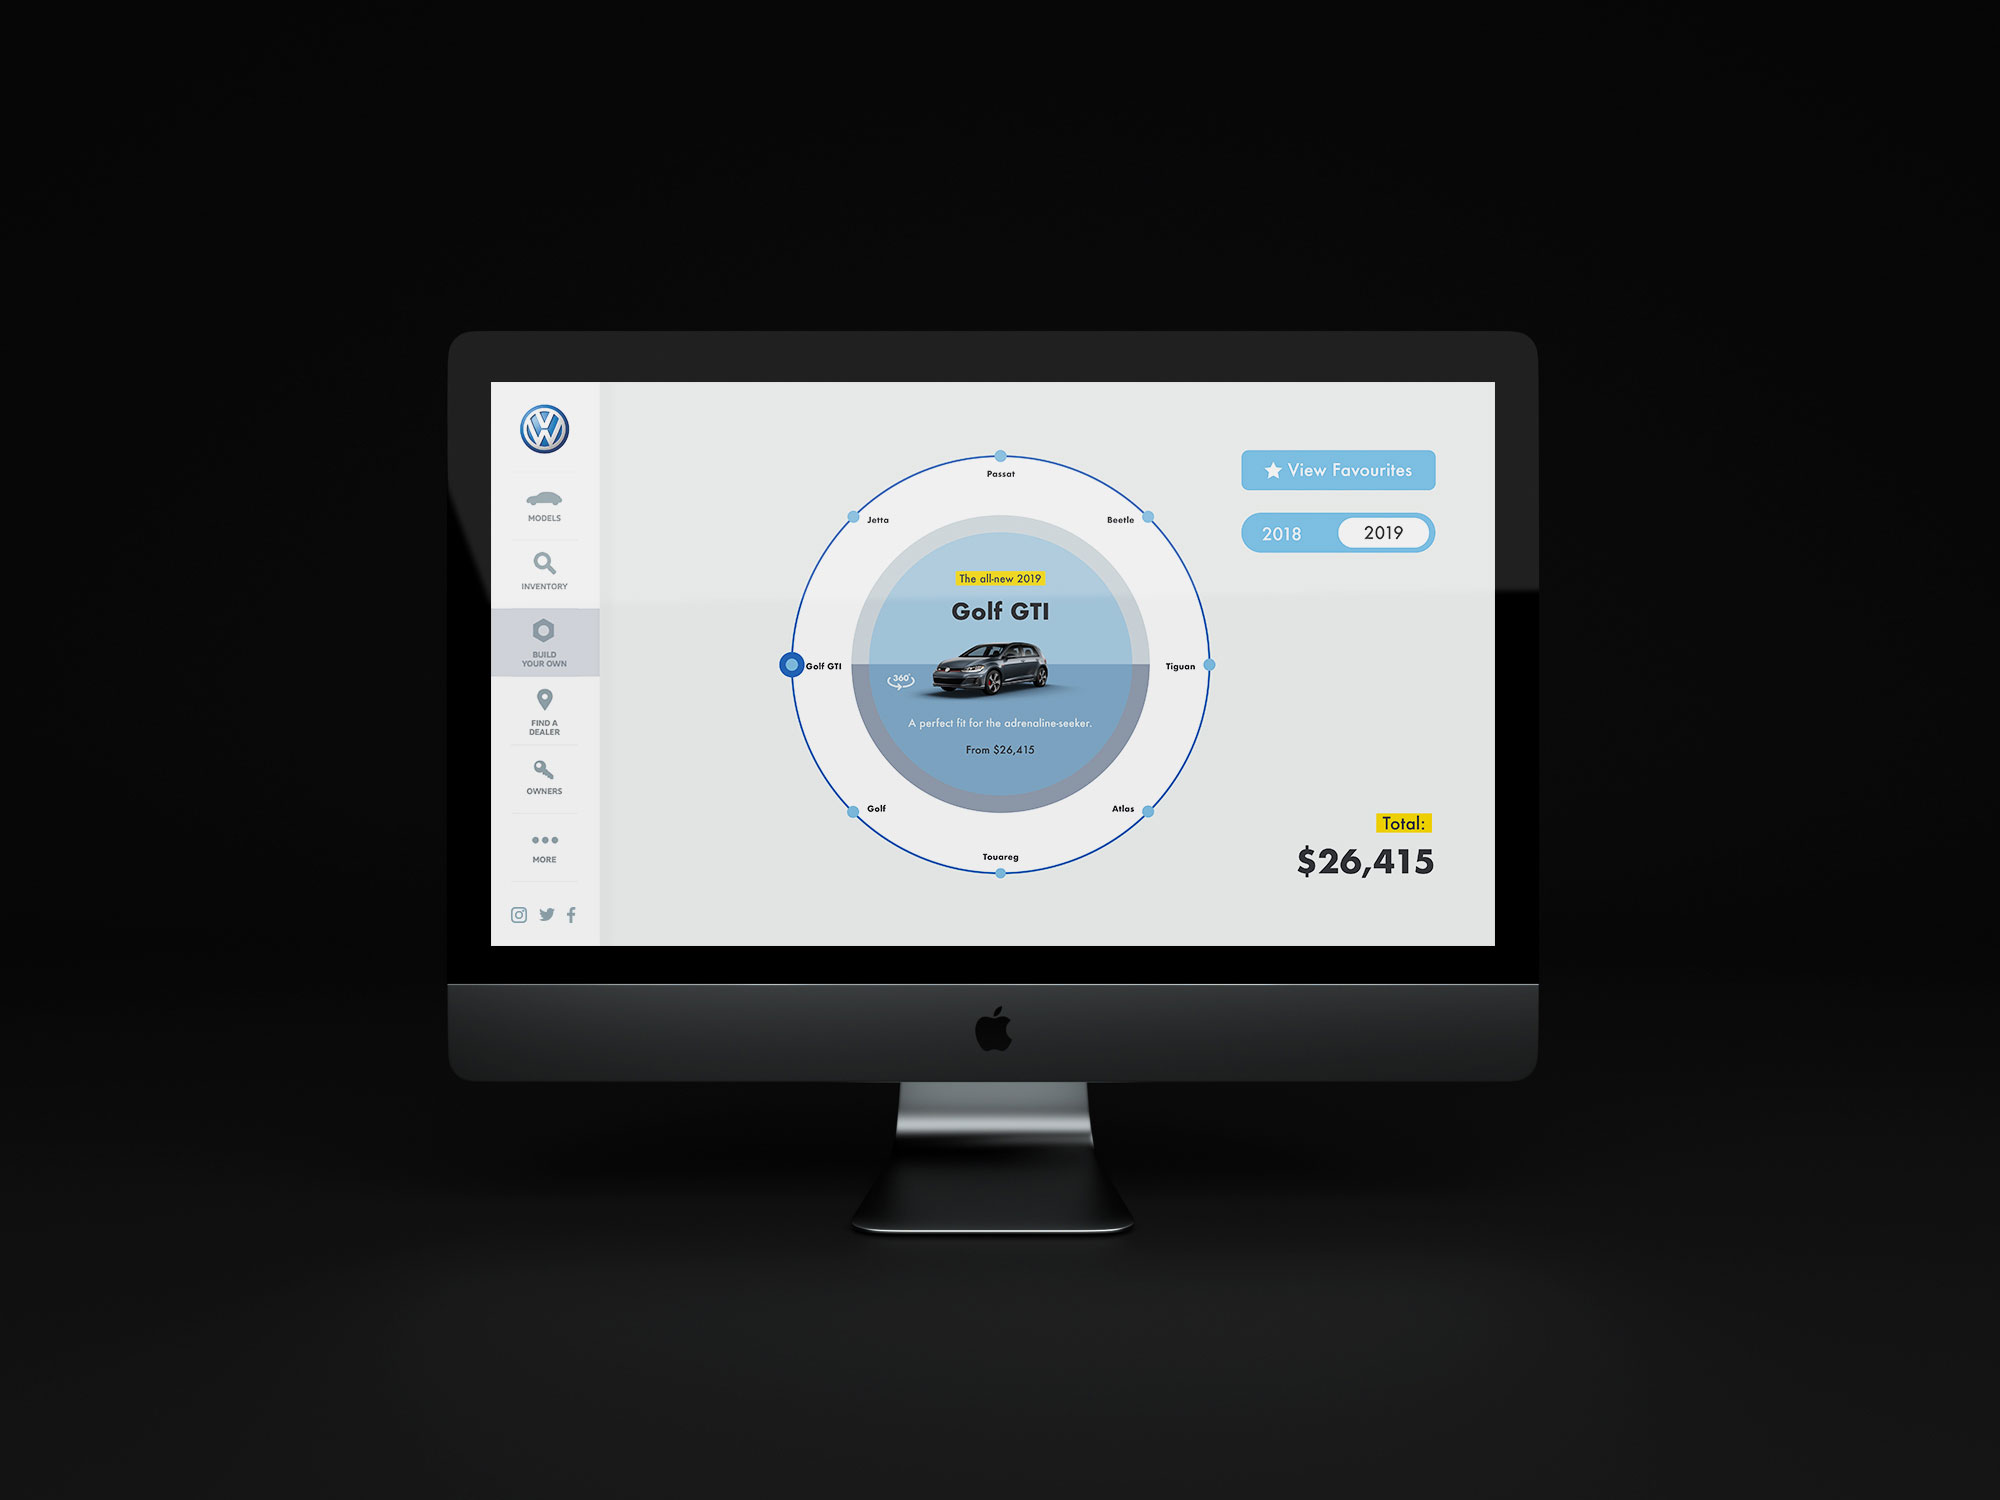 MODELS
INVENTORY
BUILD
YOUR OWN
FIND A
DEALER
OWNERS
MORE
Passat
Jetta
Beetle
Golf GTI
Tiguan
Golf
Atlas
Touareg
The all-new 2019
Golf GTI
360°
A perfect fit for the adrenaline-seeker.
From $26,415
View Favourites
2018 2019
Total:
$26,415